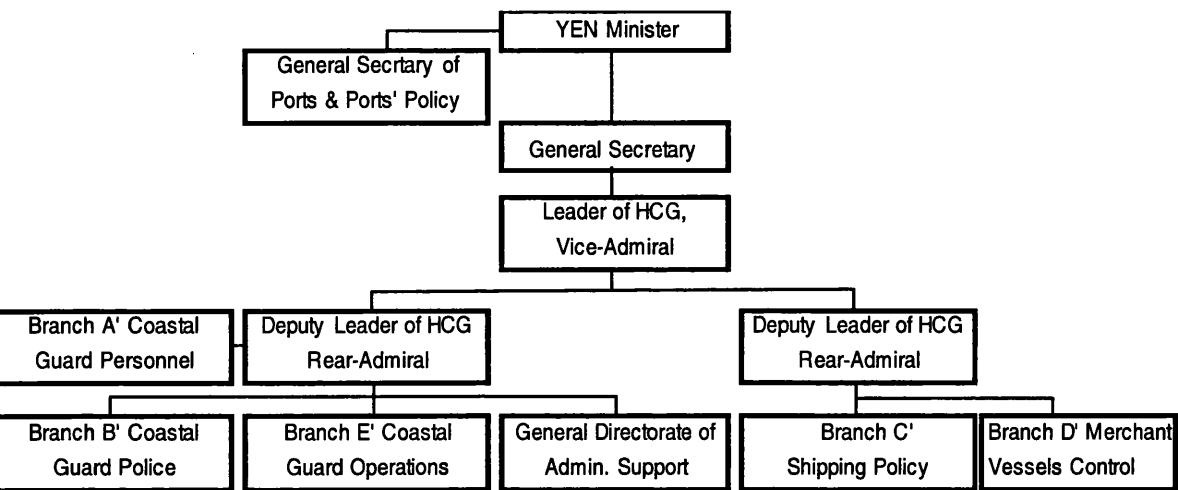 YEN Minister
General Secrtary of
Ports & Ports' Policy
General Secretary
Leader of HCG,
Vice-Admiral
Branch A' Coastal
Guard Personnel
Deputy Leader of HCG
Rear-Admiral
Deputy Leader of HCG
Rear-Admiral
Branch B' Coastal
Guard Police
Branch E' Coastal
Guard Operations
General Directorate of
Admin. Support
Branch C'
Shipping Policy
Branch D' Merchant
Vessels Control